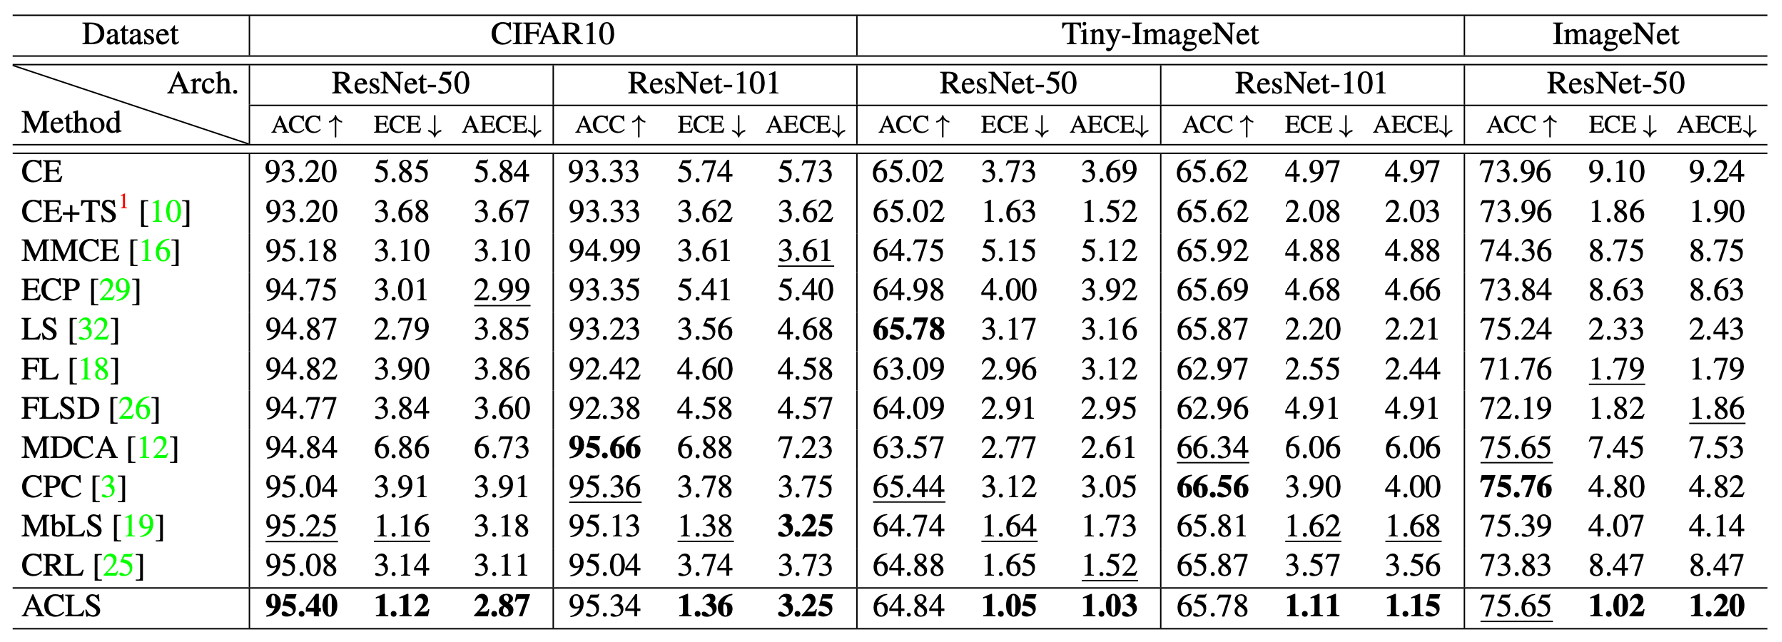 Dataset CIFAR10 Tiny-ImageNet ImageNet
Arch. ResNet-50 ResNet-101 ResNet-50 ResNet-101 ResNet-50
Method ACC ↑ ECE ↓ AECE↓ ACC ↑ ECE ↓ AECE↓ ACC ↑ ECE ↓ AECE↓ ACC ↑ ECE ↓ AECE↓ ACC ↑ ECE ↓ AECE↓
CE 93.20 5.85 5.84 93.33 5.74 5.73 65.02 3.73 3.69 65.62 4.97 4.97 73.96 9.10 9.24
CE+TS¹ [10] 93.20 3.68 3.67 93.33 3.62 3.62 65.02 1.63 1.52 65.62 2.08 2.03 73.96 1.86 1.90
MMCE [16] 95.18 3.10 3.10 94.99 3.61 3.61 64.75 5.15 5.12 65.92 4.88 4.88 74.36 8.75 8.75
ECP [29] 94.75 3.01 2.99 93.35 5.41 5.40 64.98 4.00 3.92 65.69 4.68 4.66 73.84 8.63 8.63
LS [32] 94.87 2.79 3.85 93.23 3.56 4.68 65.78 3.17 3.16 65.87 2.20 2.21 75.24 2.33 2.43
FL [18] 94.82 3.90 3.86 92.42 4.60 4.58 63.09 2.96 3.12 62.97 2.55 2.44 71.76 1.79 1.79
FLSD [26] 94.77 3.84 3.60 92.38 4.58 4.57 64.09 2.91 2.95 62.96 4.91 4.91 72.19 1.82 1.86
MDCA [12] 94.84 6.86 6.73 95.66 6.88 7.23 63.57 2.77 2.61 66.34 6.06 6.06 75.65 7.45 7.53
CPC [3] 95.04 3.91 3.91 95.36 3.78 3.75 65.44 3.12 3.05 66.56 3.90 4.00 75.76 4.80 4.82
MbLS [19] 95.25 1.16 3.18 95.13 1.38 3.25 64.74 1.64 1.73 65.81 1.62 1.68 75.39 4.07 4.14
CRL [25] 95.08 3.14 3.11 95.04 3.74 3.73 64.88 1.65 1.52 65.87 3.57 3.56 73.83 8.47 8.47
ACLS 95.40 1.12 2.87 95.34 1.36 3.25 64.84 1.05 1.03 65.78 1.11 1.15 75.65 1.02 1.20